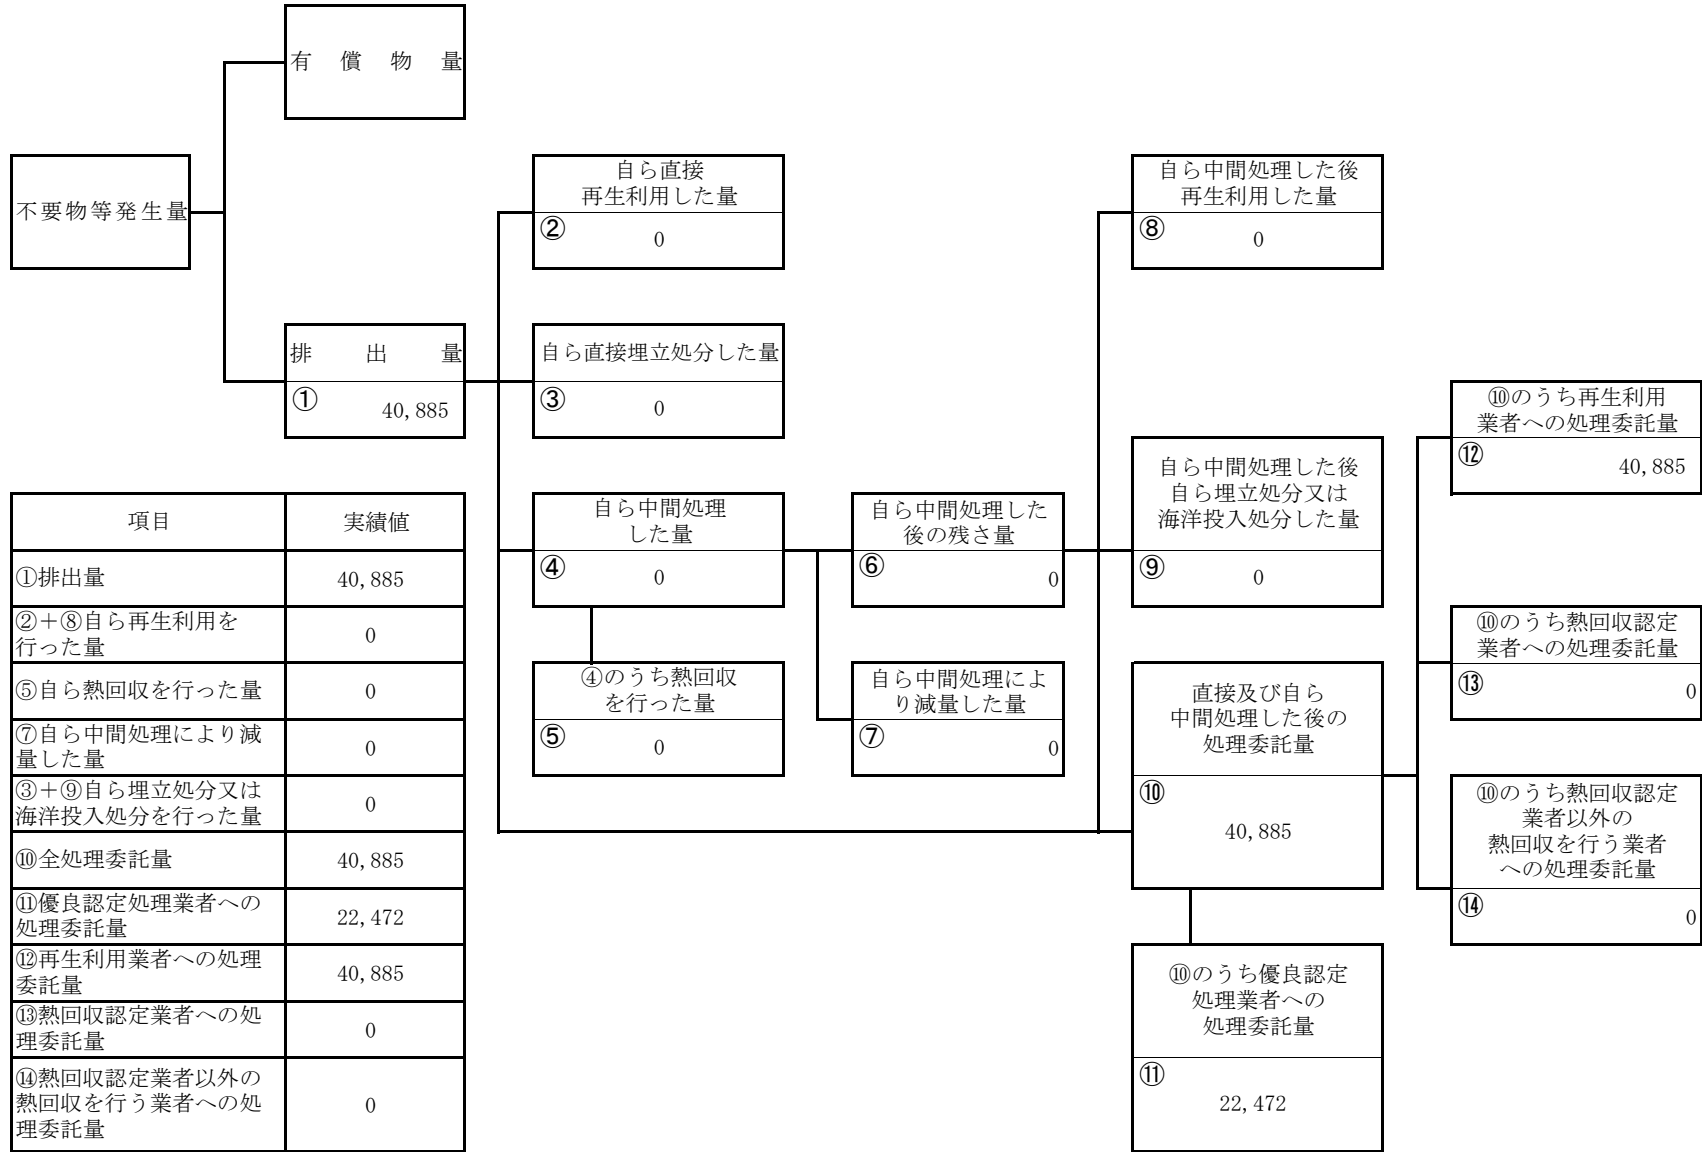 有償物量
不要物等発生量
排出量
①
40,885
自ら直接
再生利用した量
②
0
自ら直接埋立処分した量
③
0
自ら中間処理
した量
④
0
④のうち熱回収
を行った量
⑤
0
自ら中間処理した
後の残さ量
⑥
0
自ら中間処理によ
り減量した量
⑦
0
自ら中間処理した後
再生利用した量
⑧
0
自ら中間処理した後
自ら埋立処分又は
海洋投入処分した量
⑨
0
直接及び自ら
中間処理した後の
処理委託量
⑩
40,885
⑩のうち優良認定
処理業者への
処理委託量
⑪
22,472
⑩のうち再生利用
業者への処理委託量
⑫
40,885
⑩のうち熱回収認定
業者への処理委託量
⑬
0
⑩のうち熱回収認定
業者以外の
熱回収を行う業者
への処理委託量
⑭
0
項目 実績値
①排出量 40,885
②+⑧自ら再生利用を
行った量 0
⑤自ら熱回収を行った量 0
⑦自ら中間処理により減
量した量 0
③+⑨自ら埋立処分又は
海洋投入処分を行った量 0
⑩全処理委託量 40,885
⑪優良認定処理業者への
処理委託量 22,472
⑫再生利用業者への処理
委託量 40,885
⑬熱回収認定業者への処
理委託量 0
⑭熱回収認定業者以外の
熱回収を行う業者への処
理委託量 0